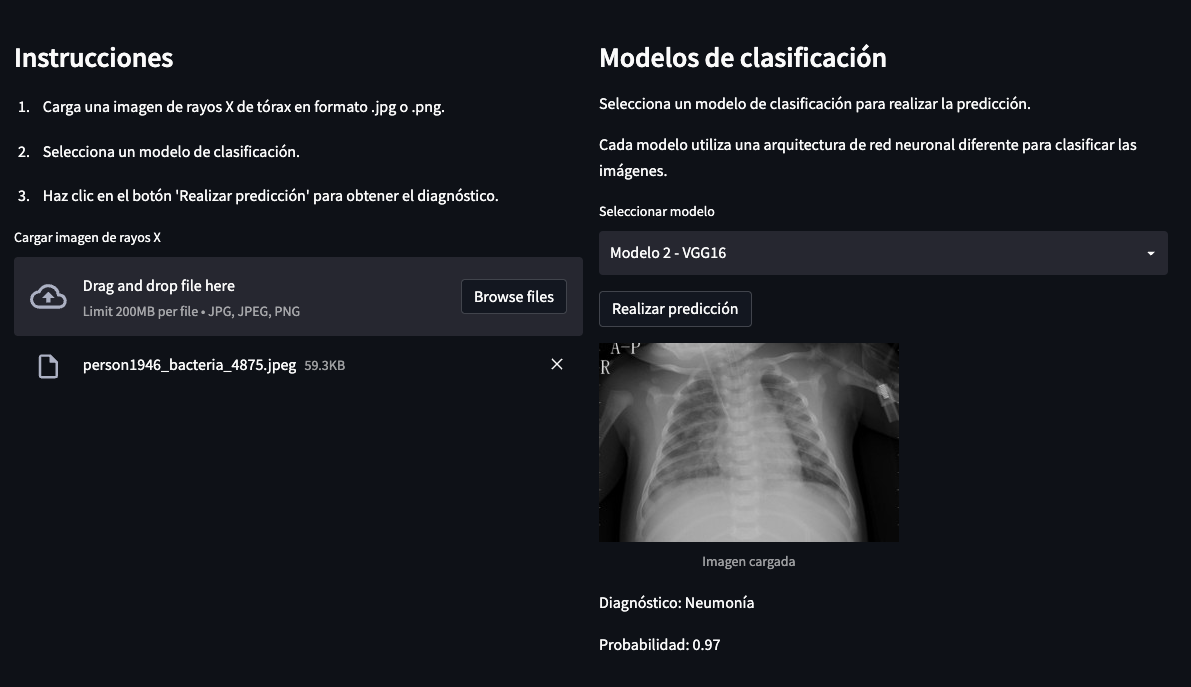 Instrucciones
1. Carga una imagen de rayos X de tórax en formato .jpg o .png.
2. Selecciona un modelo de clasificación.
3. Haz clic en el botón 'Realizar predicción' para obtener el diagnóstico.
Cargar imagen de rayos X
Drag and drop file here
Limit 200MB per file • JPG, JPEG, PNG
Browse files
person1946_bacteria_4875.jpeg 59.3KB
Modelos de clasificación
Selecciona un modelo de clasificación para realizar la predicción.
Cada modelo utiliza una arquitectura de red neuronal diferente para clasificar las
imágenes.
Seleccionar modelo
Modelo 2 - VGG16
Realizar predicción
A-P
R
Imagen cargada
Diagnóstico: Neumonía
Probabilidad: 0.97